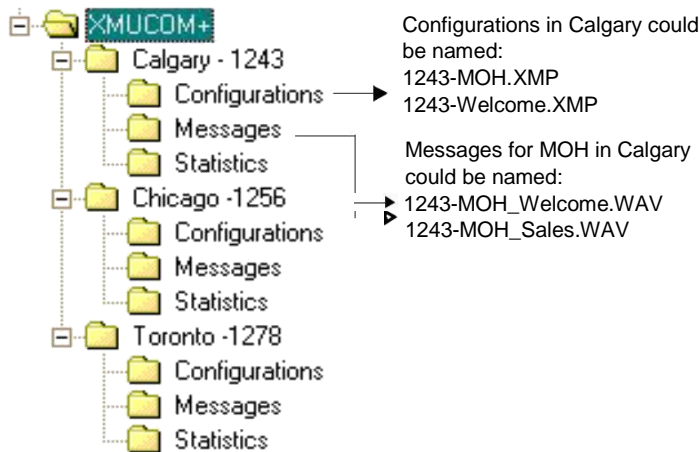 XMUCOM+
Calgary - 1243
Configurations
Messages
Statistics
Chicago -1256
Configurations
Messages
Statistics
Toronto -1278
Configurations
Messages
Statistics
Configurations in Calgary could
be named:
1243-MOH.XMP
1243-Welcome.XMP
Messages for MOH in Calgary
could be named:
1243-MOH_Welcome.WAV
1243-MOH_Sales.WAV